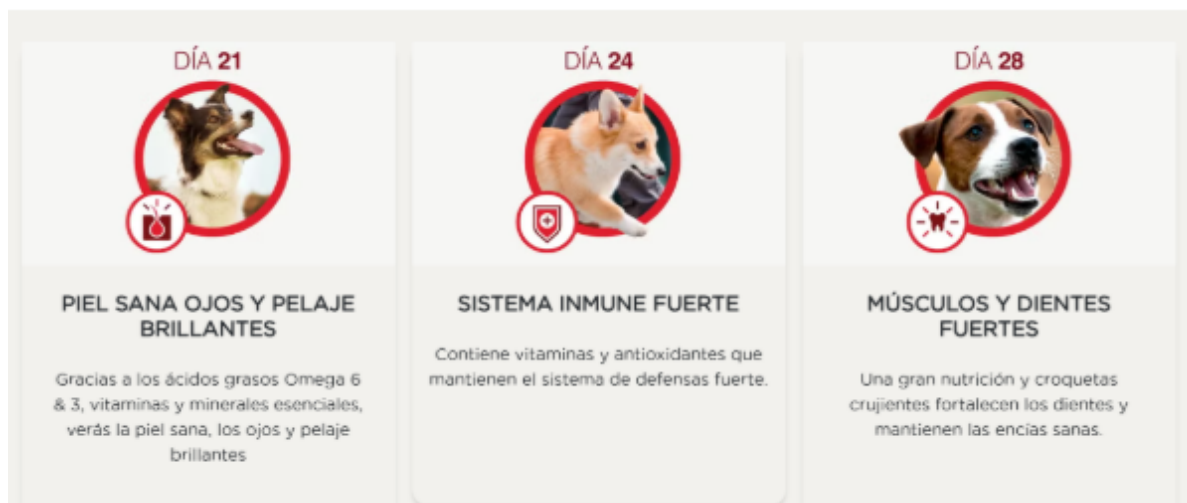 DÍA 21
PIEL SANA OJOS Y PELAJE
BRILLANTES
Gracias a los ácidos grasos Omega 6
& 3, vitaminas y minerales esenciales,
verás la piel sana, los ojos y pelaje
brillantes
DÍA 24
SISTEMA INMUNE FUERTE
Contiene vitaminas y antioxidantes que
mantienen el sistema de defensas fuerte.
DÍA 28
MÚSCULOS Y DIENTES
FUERTES
Una gran nutrición y croquetas
crujientes fortalecen los dientes y
mantienen las encías sanas.